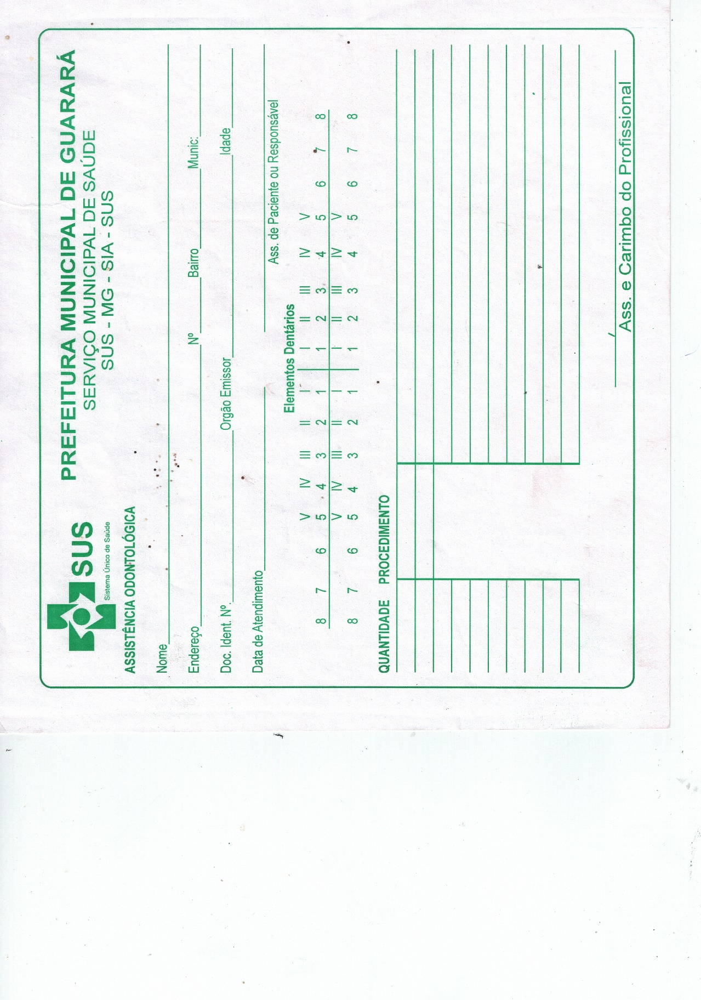 SUS
Sistema Único de Saúde
PREFEITURA MUNICIPAL DE GUARARÁ
SERVIÇO MUNICIPAL DE SAÚDE
SUS - MG - SIA - SUS
ASSISTÊNCIA ODONTOLÓGICA
Nome
Endereço Nº Bairro Munic:
Doc. Ident. Nº. Orgão Emissor Idade
Data de Atendimento
Ass. de Paciente ou Responsável
Elementos Dentários
V IV III II I I II III IV V
8 7 6 5 4 3 2 1 1 2 3 4 5 6 7 8
V IV III II I I II III IV V
8 7 6 5 4 3 2 1 1 2 3 4 5 6 7 8
QUANTIDADE PROCEDIMENTO
Ass. e Carimbo do Profissional